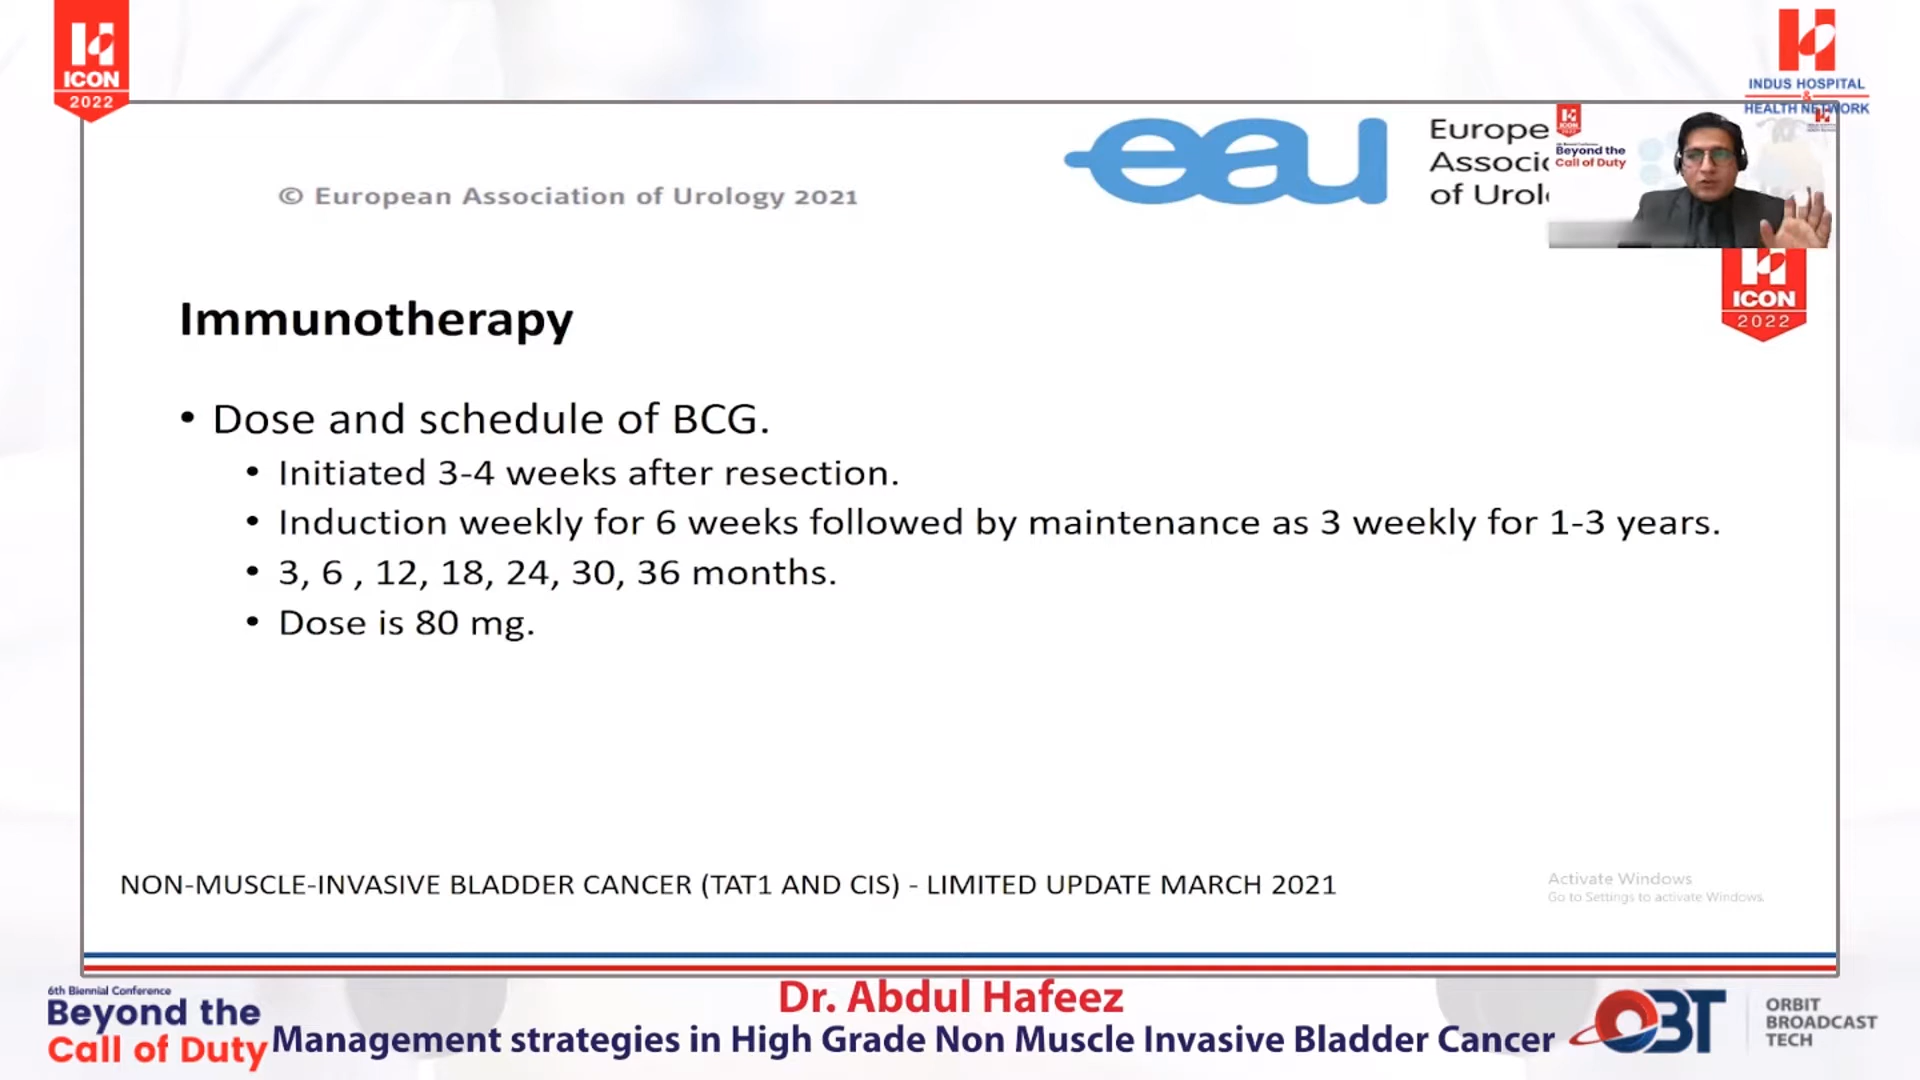 ICON
2022
INDUS HOSPITAL
&
HEALTH NETWORK
© European Association of Urology 2021
eau
of Urol
Beyond the
Call of Duty
ICON
2022
Immunotherapy
• Dose and schedule of BCG.
• Initiated 3-4 weeks after resection.
• Induction weekly for 6 weeks followed by maintenance as 3 weekly for 1-3 years.
• 3, 6 , 12, 18, 24, 30, 36 months.
• Dose is 80 mg.
NON-MUSCLE-INVASIVE BLADDER CANCER (TAT1 AND CIS) - LIMITED UPDATE MARCH 2021
Activate Windows
Go to Settings to activate Windows.
6th Biennial Conference
Beyond the
Call of Duty
Dr. Abdul Hafeez
Management strategies in High Grade Non Muscle Invasive Bladder Cancer
OBT
ORBIT
BROADCAST
TECH